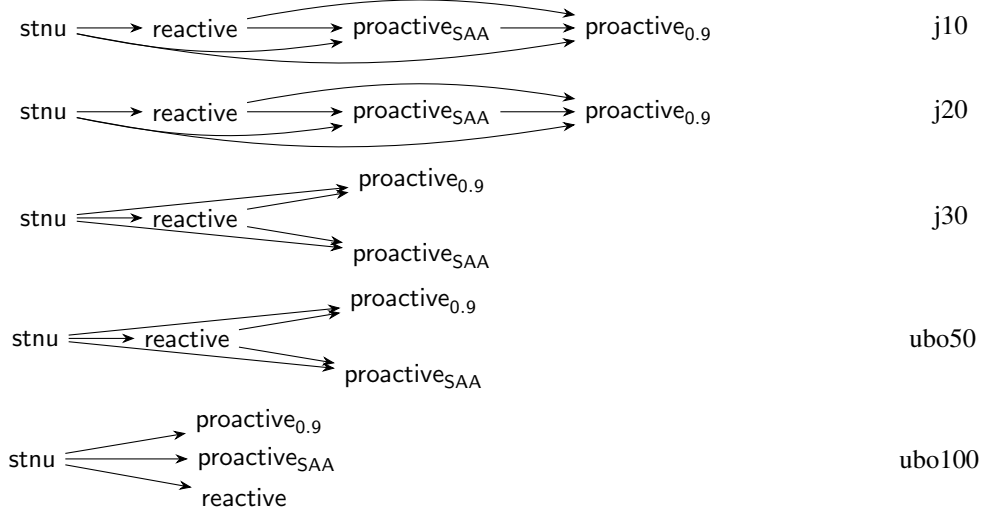 stnu reactive proactive_SAA proactive_0.9 j10
stnu reactive proactive_SAA proactive_0.9 j20
proactive_0.9
stnu reactive j30
proactive_SAA
proactive_0.9
stnu reactive ubo50
proactive_SAA
proactive_0.9
stnu proactive_SAA ubo100
reactive